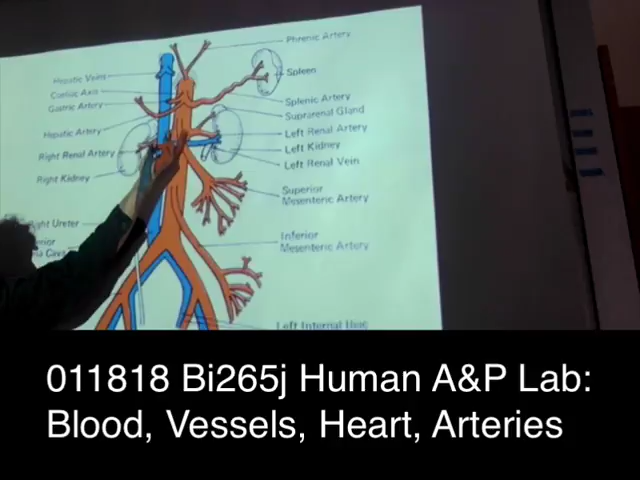 Phrenic Artery
Hepatic Veins
Spleen
Coeliac Axis
Gastric Artery
Splenic Artery
Suprarenal Gland
Hepatic Artery
Left Renal Artery
Left Kidney
Right Renal Artery
Left Renal Vein
Right Kidney
Superior
Mesenteric Artery
Right Ureter
Inferior
Mesenteric Artery
Cava
Left Internal Iliac
011818 Bi265j Human A&P Lab:
Blood, Vessels, Heart, Arteries